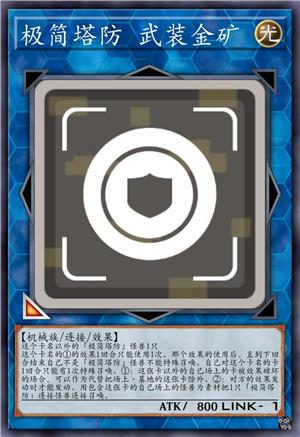 极简塔防 武装金矿
光
【机械族/连接/效果】
这个卡名以外的「极简塔防」怪兽1只
这个卡名的①的效果1回合只能使用1次。那个效果的使用后，直到下回
合结束自己不是「极简塔防」怪兽不能特殊召唤。自己对这个卡名的卡
1回合只能有1次特殊召唤。①：这张卡以外的自己场上的卡被效果破坏
的场合，可以作为代替把场上·墓地的这张卡除外。②：对方的效果发
动时才能发动。用包含这张卡的自己场上的怪兽为素材把1只「极简塔
防」连接怪兽连接召唤。
ATK/ 800 LINK-1